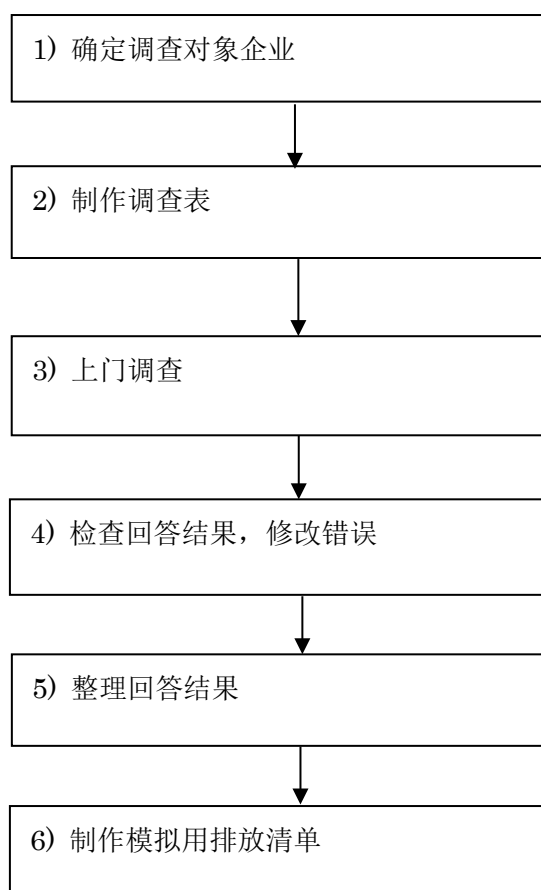 1) 确定调查对象企业
2) 制作调查表
3) 上门调查
4) 检查回答结果，修改错误
5) 整理回答结果
6) 制作模拟用排放清单